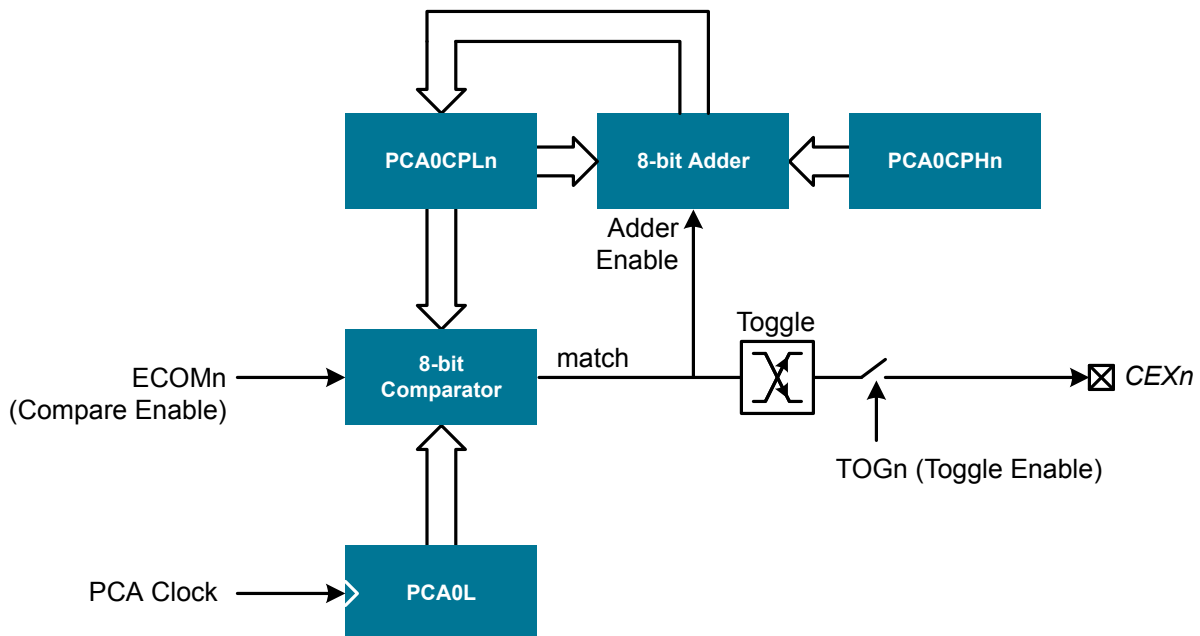 PCA0CPLn
8-bit Adder
PCA0CPHn
Adder
Enable
Toggle
8-bit
Comparator
match
ECOMn
(Compare Enable)
CEXn
TOGn (Toggle Enable)
PCA Clock
PCA0L